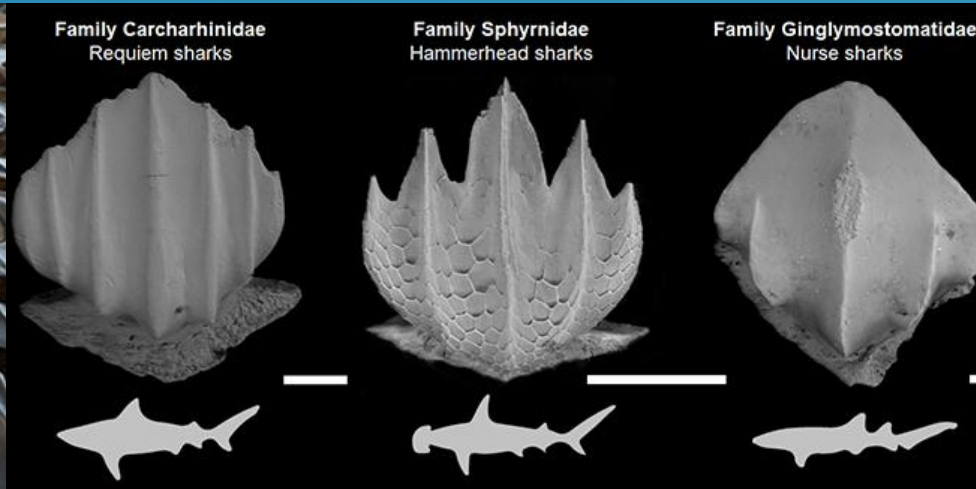 Family Carcharhinidae
Requiem sharks
Family Sphyrnidae
Hammerhead sharks
Family Ginglymostomatidae
Nurse sharks